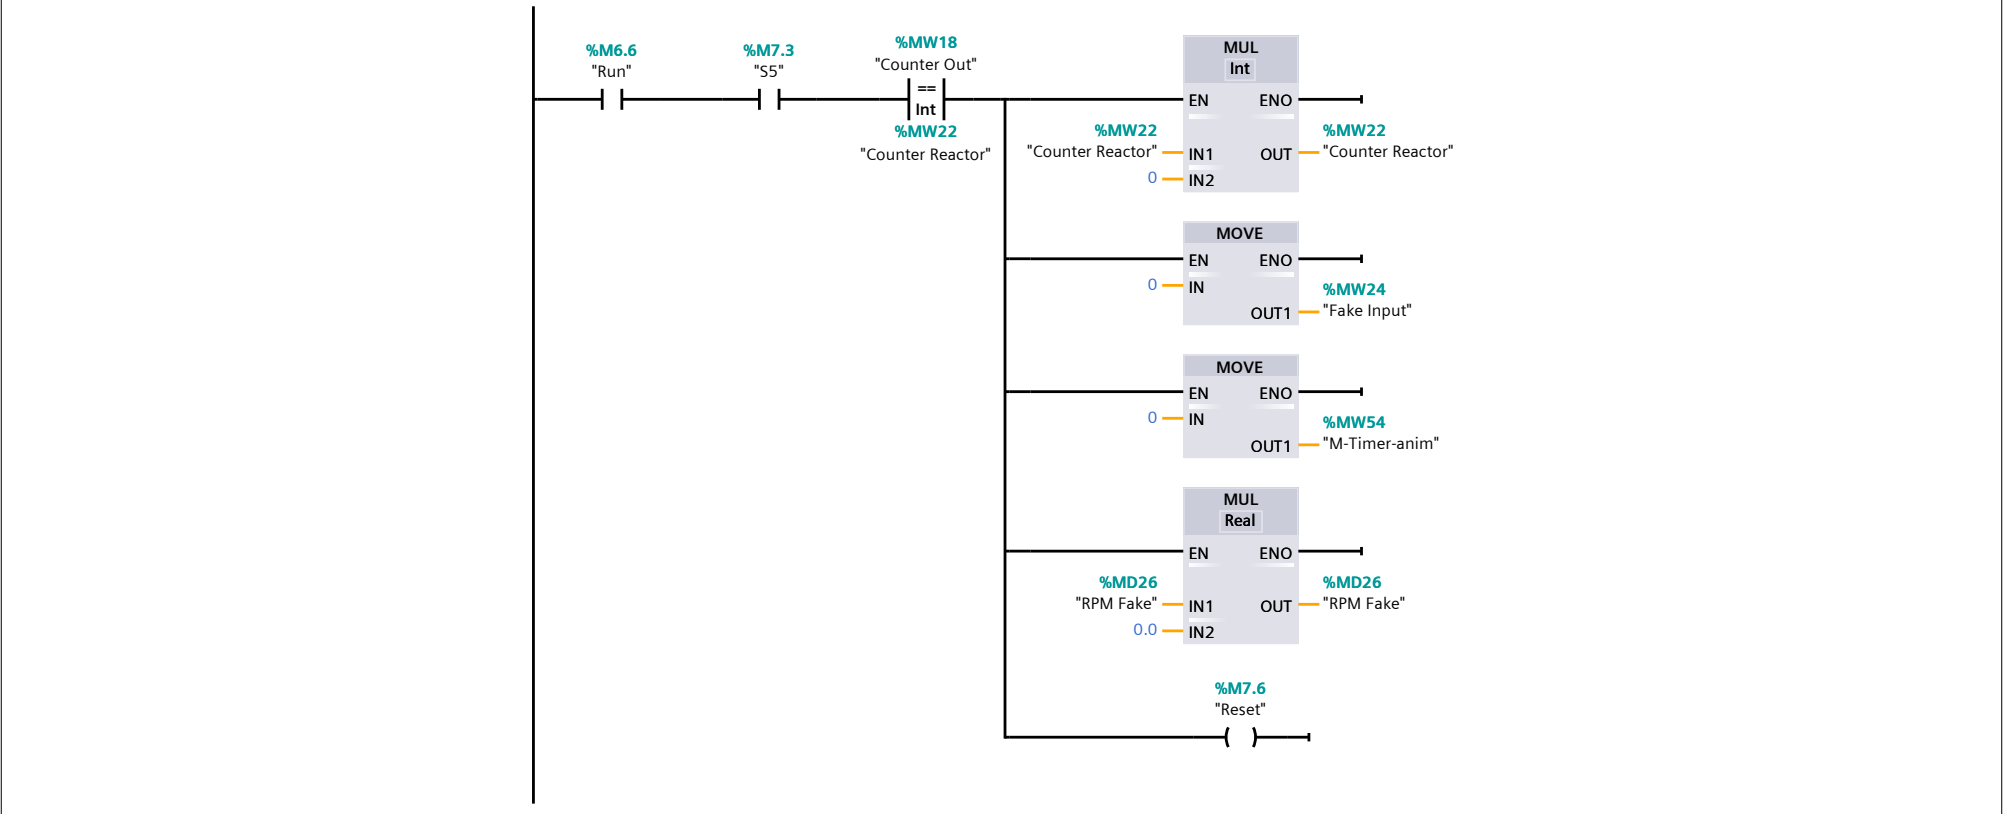 %M6.6
"Run"
%M7.3
"S5"
%MW18
"Counter Out"
==
Int
%MW22
"Counter Reactor"
MUL
Int
EN ENO
%MW22
"Counter Reactor" IN1
0 IN2
OUT
%MW22
"Counter Reactor"
MOVE
EN ENO
0 IN
OUT1
%MW24
"Fake Input"
MOVE
EN ENO
0 IN
OUT1
%MW54
"M-Timer-anim"
MUL
Real
EN ENO
%MD26
"RPM Fake" IN1
0.0 IN2
OUT
%MD26
"RPM Fake"
%M7.6
"Reset"